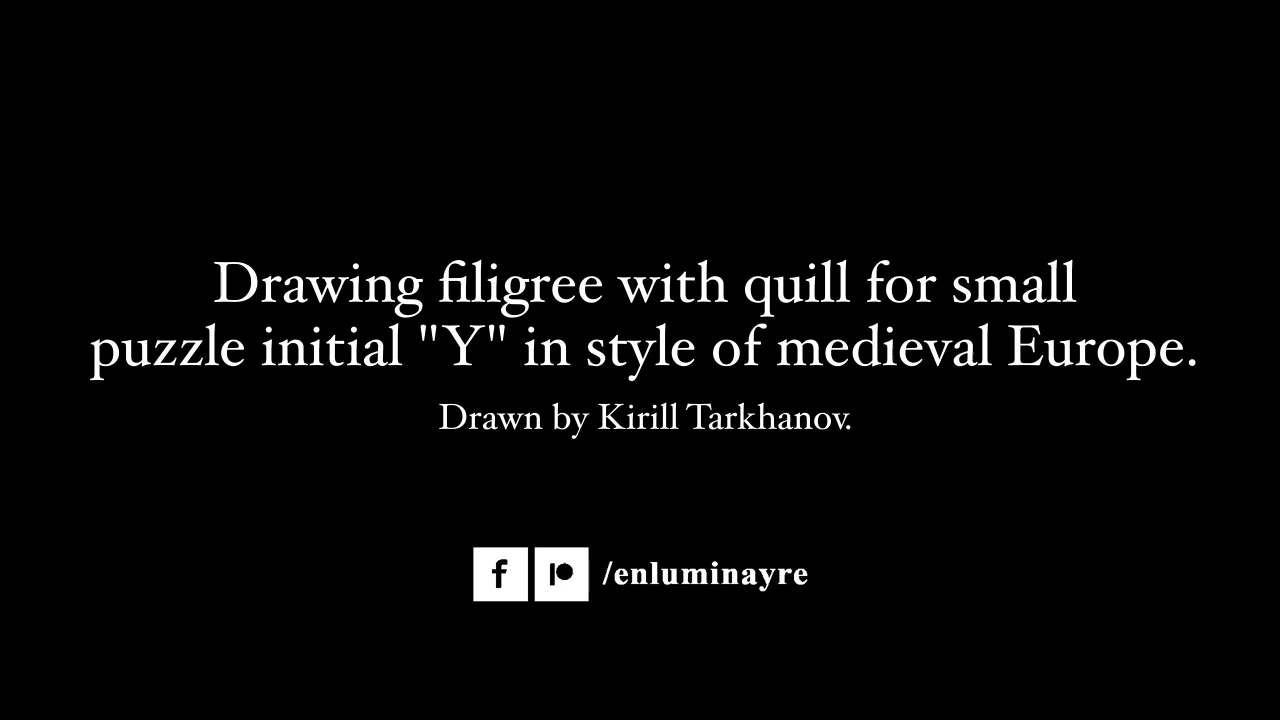 Drawing filigree with quill for small
puzzle initial "Y" in style of medieval Europe.
Drawn by Kirill Tarkhanov.
/enluminayre